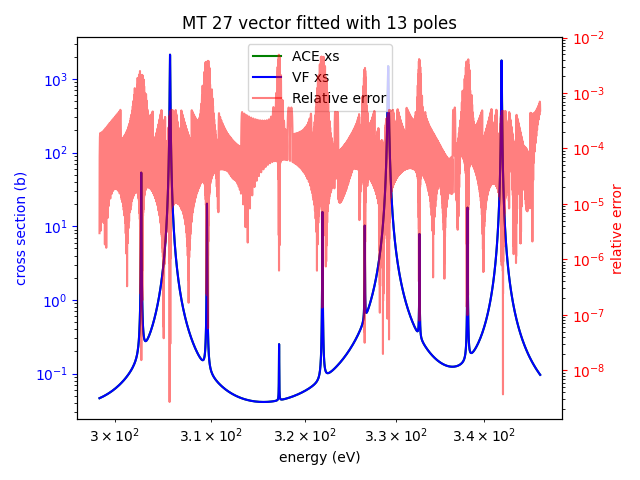 MT 27 vector fitted with 13 poles
ACE xs
VF xs
Relative error
cross section (b)
10³
10²
10¹
10⁰
10⁻¹
relative error
10⁻²
10⁻³
10⁻⁴
10⁻⁵
10⁻⁶
10⁻⁷
10⁻⁸
3 × 10² 3.1 × 10² 3.2 × 10² 3.3 × 10² 3.4 × 10²
energy (eV)